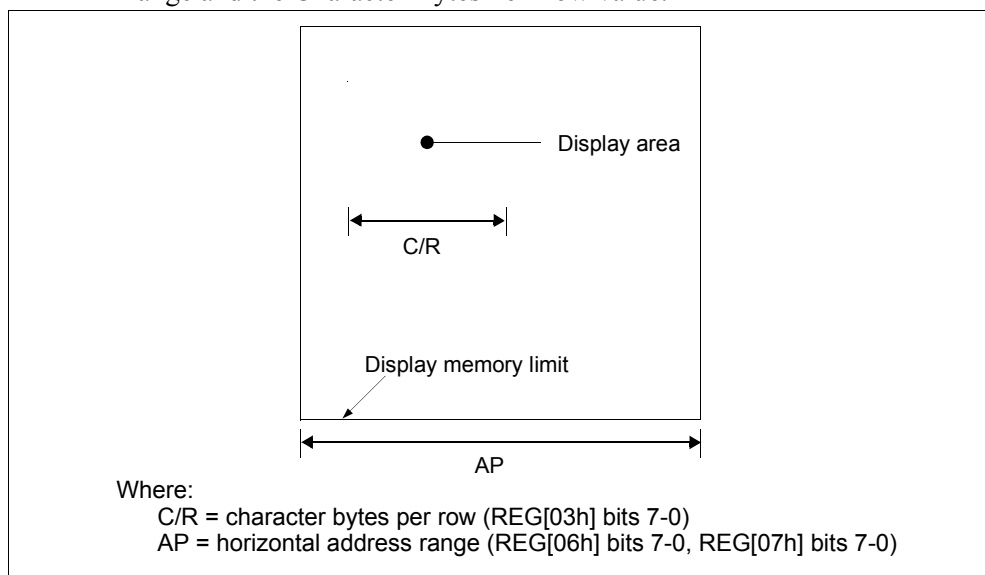 Display area
C/R
Display memory limit
AP
Where:
C/R = character bytes per row (REG[03h] bits 7-0)
AP = horizontal address range (REG[06h] bits 7-0, REG[07h] bits 7-0)